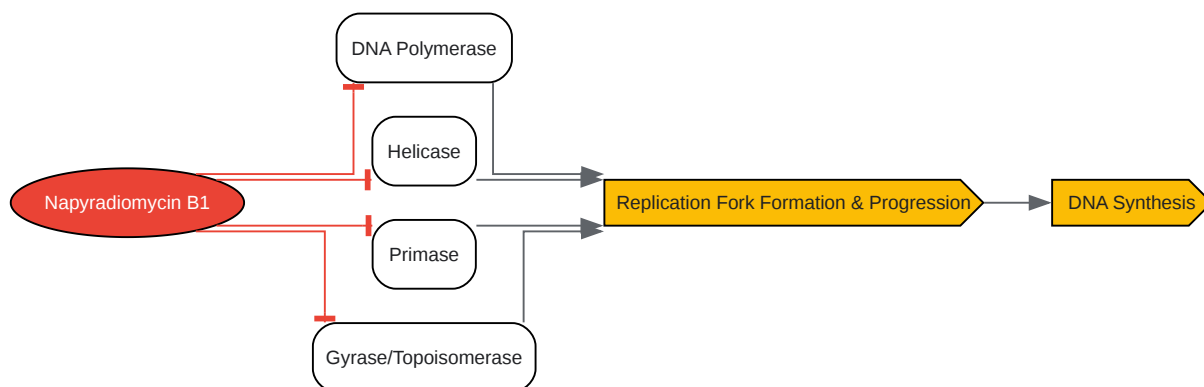 DNA Polymerase
Helicase
Napyradiomycin B1
Replication Fork Formation & Progression
DNA Synthesis
Primase
Gyrase/Topoisomerase